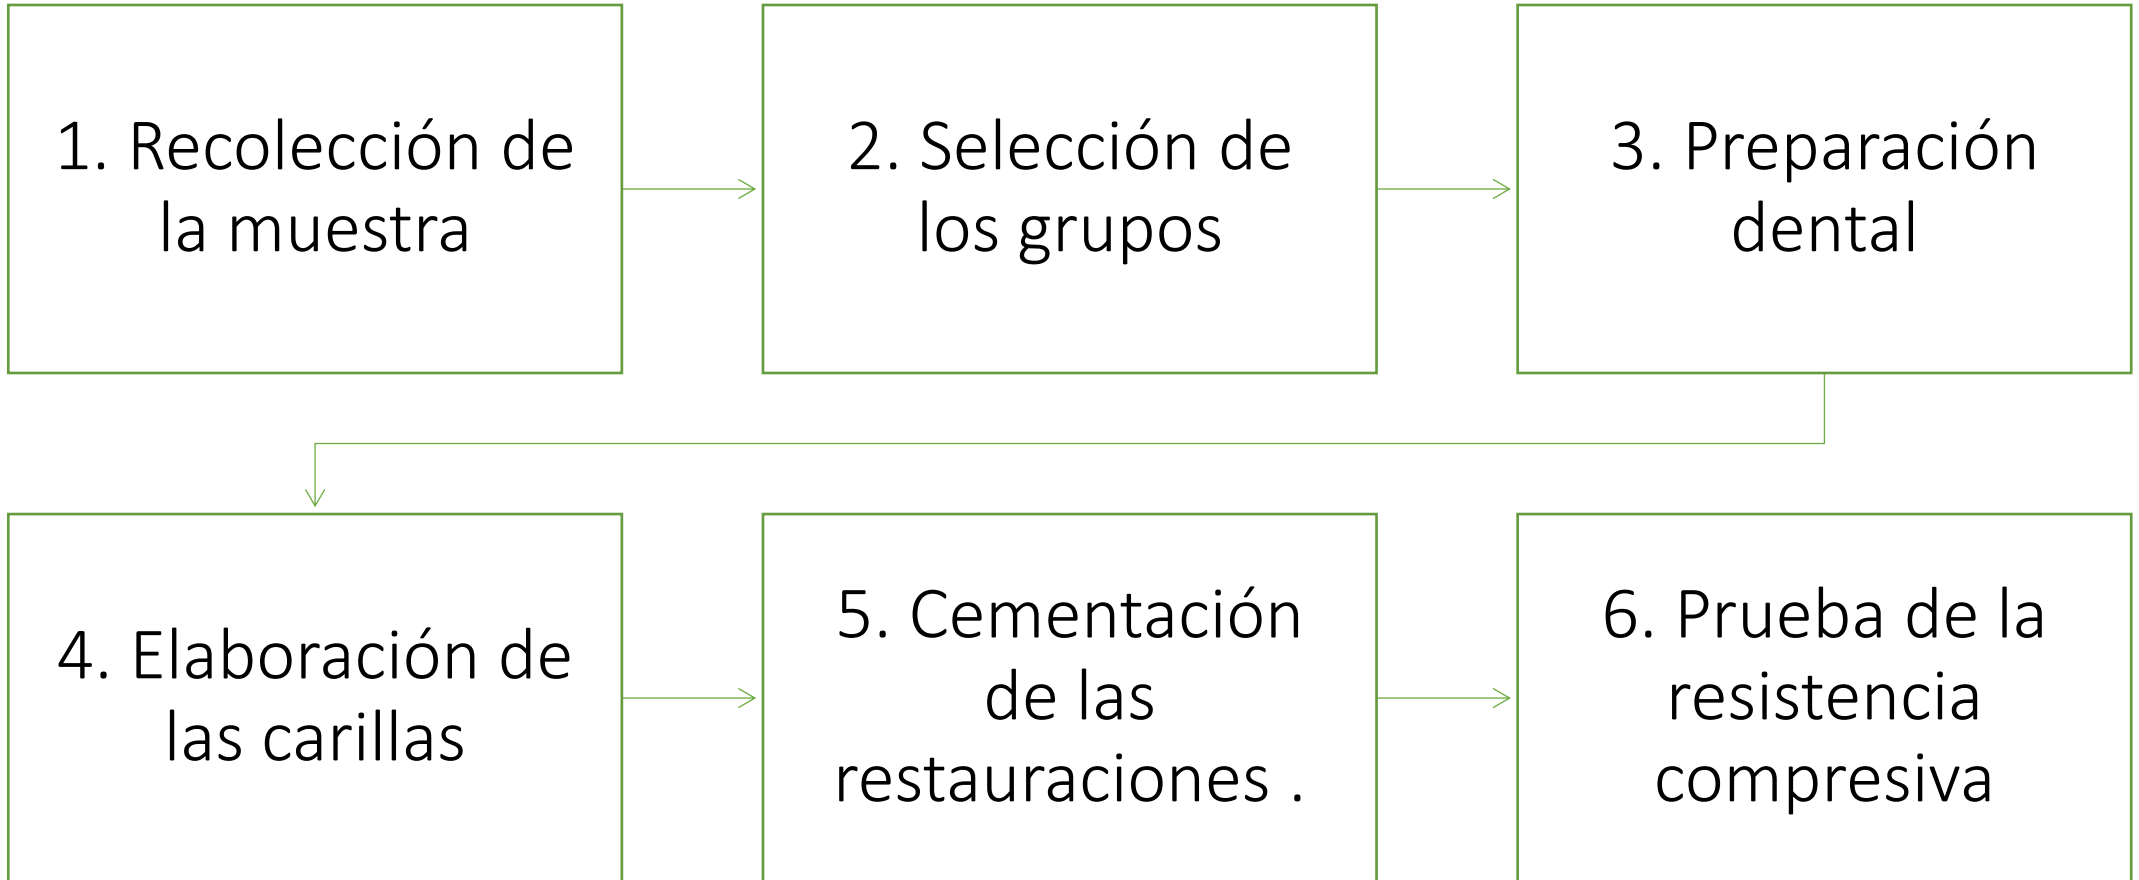 1. Recolección de
la muestra
2. Selección de
los grupos
3. Preparación
dental
4. Elaboración de
las carillas
5. Cementación
de las
restauraciones .
6. Prueba de la
resistencia
compresiva